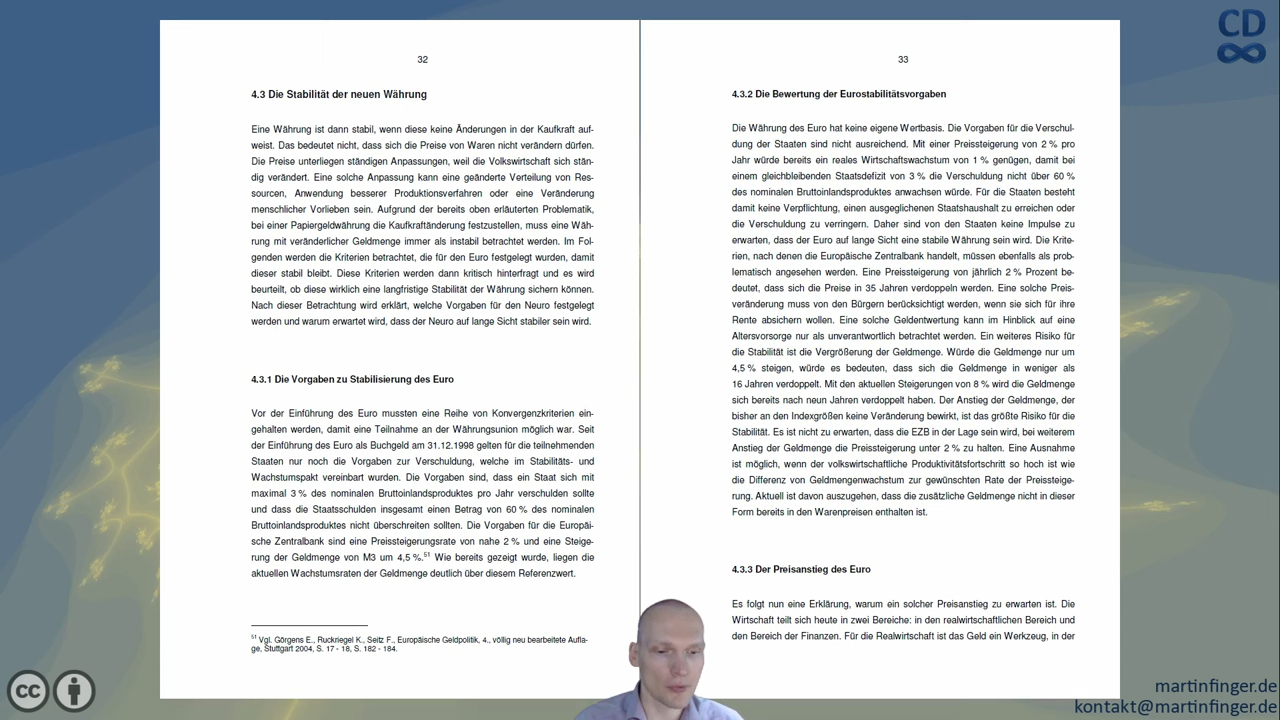 CD
32
4.3 Die Stabilität der neuen Währung
Eine Währung ist dann stabil, wenn diese keine Änderungen in der Kaufkraft auf-
weist. Das bedeutet nicht, dass sich die Preise von Waren nicht verändern dürfen.
Die Preise unterliegen ständigen Anpassungen, weil die Volkswirtschaft sich stän-
dig verändert. Eine solche Anpassung kann eine geänderte Verteilung von Res-
sourcen, Anwendung besserer Produktionsverfahren oder eine Veränderung
menschlicher Vorlieben sein. Aufgrund der bereits oben erläuterten Problematik,
bei einer Papiergeldwährung die Kaufkraftänderung festzustellen, muss eine Wäh-
rung mit veränderlicher Geldmenge immer als instabil betrachtet werden. Im Fol-
genden werden die Kriterien betrachtet, die für den Euro festgelegt wurden, damit
dieser stabil bleibt. Diese Kriterien werden dann kritisch hinterfragt und es wird
beurteilt, ob diese wirklich eine langfristige Stabilität der Währung sichern können.
Nach dieser Betrachtung wird erklärt, welche Vorgaben für den Neuro festgelegt
werden und warum erwartet wird, dass der Neuro auf lange Sicht stabiler sein wird.
4.3.1 Die Vorgaben zu Stabilisierung des Euro
Vor der Einführung des Euro mussten eine Reihe von Konvergenzkriterien ein-
gehalten werden, damit eine Teilnahme an der Währungsunion möglich war. Seit
der Einführung des Euro als Buchgeld am 31.12.1998 gelten für die teilnehmenden
Staaten nur noch die Vorgaben zur Verschuldung, welche im Stabilitäts- und
Wachstumspakt vereinbart wurden. Die Vorgaben sind, dass ein Staat sich mit
maximal 3 % des nominalen Bruttoinlandsproduktes pro Jahr verschulden sollte
und dass die Staatsschulden insgesamt einen Betrag von 60 % des nominalen
Bruttoinlandsproduktes nicht überschreiten sollten. Die Vorgaben für die Europäi-
sche Zentralbank sind eine Preissteigerungsrate von nahe 2 % und eine Steige-
rung der Geldmenge von M3 um 4,5 %.51 Wie bereits gezeigt wurde, liegen die
aktuellen Wachstumsraten der Geldmenge deutlich über diesem Referenzwert.
51 Vgl. Görgens E., Ruckriegel K., Seitz F., Europäische Geldpolitik, 4., völlig neu bearbeitete Aufla-
ge, Stuttgart 2004, S. 17 - 18, S. 182 - 184.
33
4.3.2 Die Bewertung der Eurostabilitätsvorgaben
Die Währung des Euro hat keine eigene Wertbasis. Die Vorgaben für die Verschul-
dung der Staaten sind nicht ausreichend. Mit einer Preissteigerung von 2 % pro
Jahr würde bereits ein reales Wirtschaftswachstum von 1 % genügen, damit bei
einem gleichbleibenden Staatsdefizit von 3 % die Verschuldung nicht über 60 %
des nominalen Bruttoinlandsproduktes anwachsen würde. Für die Staaten besteht
damit keine Verpflichtung, einen ausgeglichenen Staatshaushalt zu erreichen oder
die Verschuldung zu verringern. Daher sind von den Staaten keine Impulse zu
erwarten, dass der Euro auf lange Sicht eine stabile Währung sein wird. Die Krite-
rien, nach denen die Europäische Zentralbank handelt, müssen ebenfalls als prob-
lematisch angesehen werden. Eine Preissteigerung von jährlich 2 % Prozent be-
deutet, dass sich die Preise in 35 Jahren verdoppeln werden. Eine solche Preis-
veränderung muss von den Bürgern berücksichtigt werden, wenn sie sich für ihre
Rente absichern wollen. Eine solche Geldentwertung kann im Hinblick auf eine
Altersvorsorge nur als unverantwortlich betrachtet werden. Ein weiteres Risiko für
die Stabilität ist die Vergrößerung der Geldmenge. Würde die Geldmenge nur um
4,5 % steigen, würde es bedeuten, dass sich die Geldmenge in weniger als
16 Jahren verdoppelt. Mit den aktuellen Steigerungen von 8 % wird die Geldmenge
sich bereits nach neun Jahren verdoppelt haben. Der Anstieg der Geldmenge, der
bisher an den Indexgrößen keine Veränderung bewirkt, ist das größte Risiko für die
Stabilität. Es ist nicht zu erwarten, dass die EZB in der Lage sein wird, bei weiterem
Anstieg der Geldmenge die Preissteigerung unter 2 % zu halten. Eine Ausnahme
ist möglich, wenn der volkswirtschaftliche Produktivitätsfortschritt so hoch ist wie
die Differenz von Geldmengenwachstum zur gewünschten Rate der Preissteige-
rung. Aktuell ist davon auszugehen, dass die zusätzliche Geldmenge nicht in dieser
Form bereits in den Warenpreisen enthalten ist.
4.3.3 Der Preisanstieg des Euro
Es folgt nun eine Erklärung, warum ein solcher Preisanstieg zu erwarten ist. Die
Wirtschaft teilt sich heute in zwei Bereiche: in den realwirtschaftlichen Bereich und
den Bereich der Finanzen. Für die Realwirtschaft ist das Geld ein Werkzeug, in der
cc
martinfinger.de
kontakt@martinfinger.de